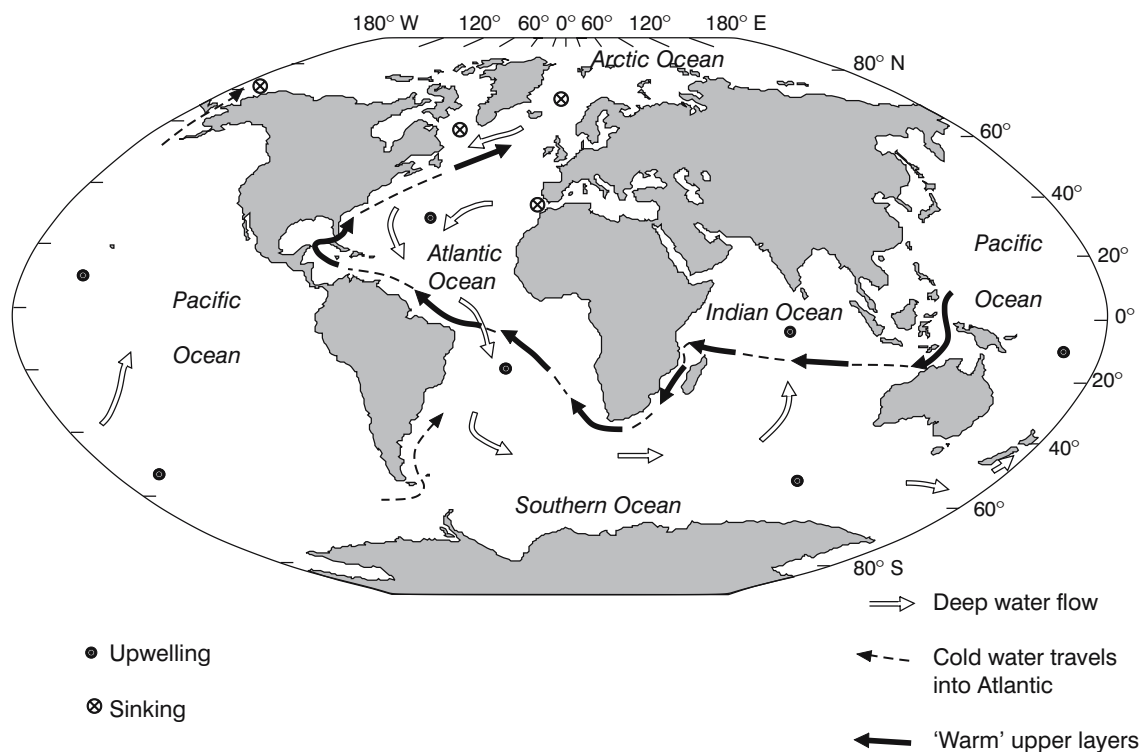 180° W 120° 60° 0° 60° 120° 180° E
Arctic Ocean
80° N
60°
40°
Pacific
Ocean
20°
0°
Atlantic
Ocean
Indian Ocean
Pacific
Ocean
20°
40°
Southern Ocean
60°
80° S
Deep water flow
Upwelling
Cold water travels
into Atlantic
Sinking
‘Warm’ upper layers